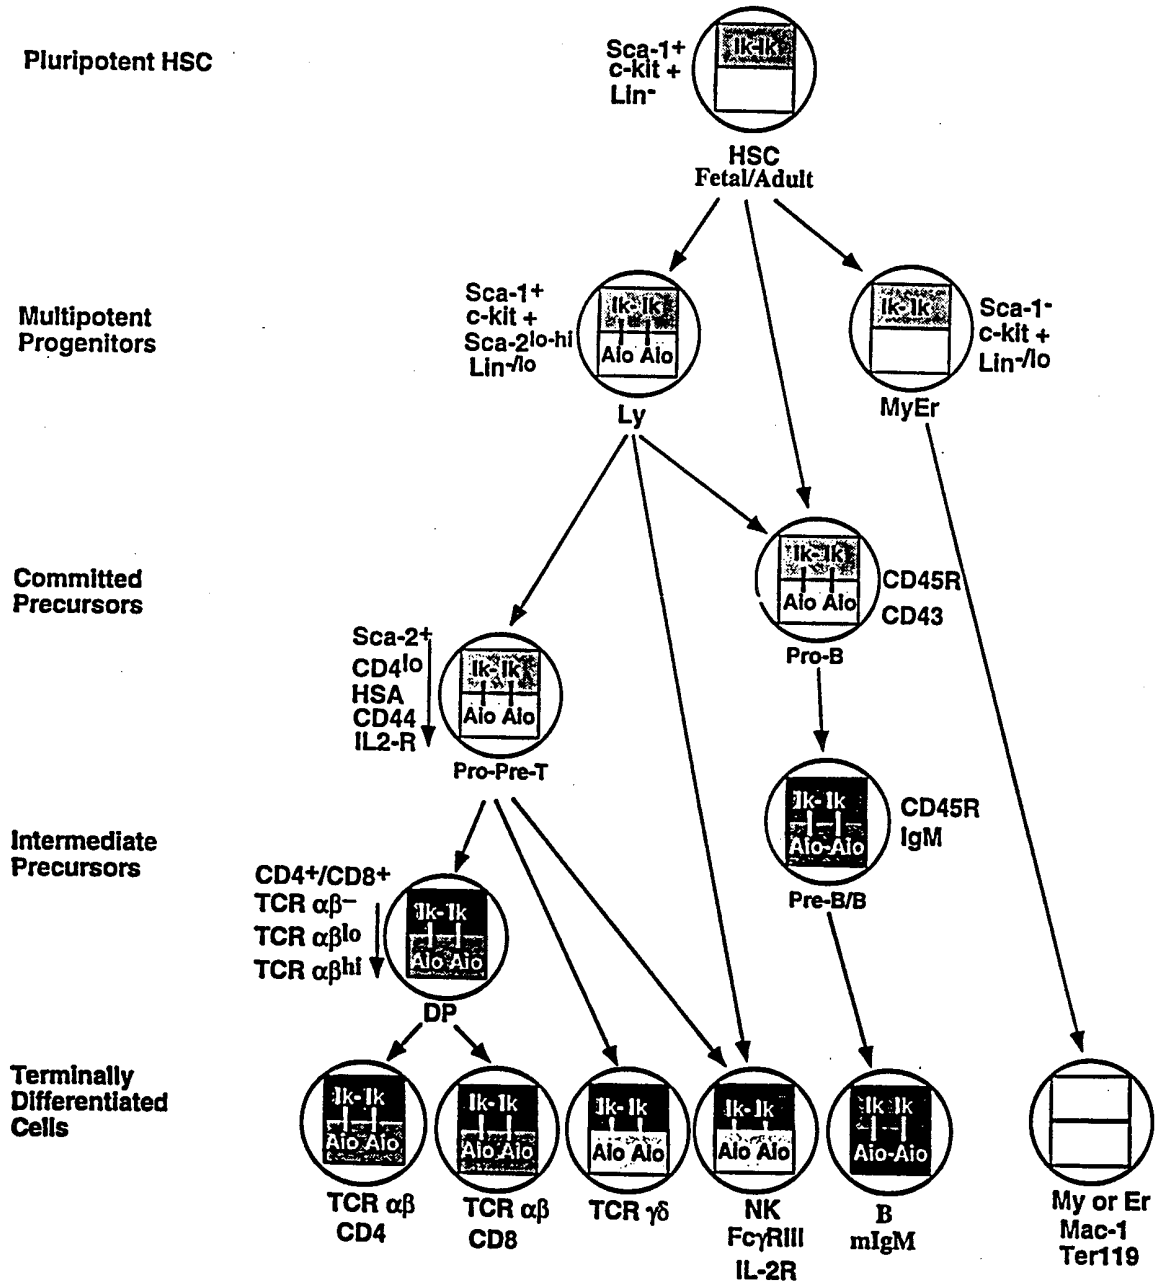 Pluripotent HSC
Sca-1+
c-kit +
Lin-
Ik-Ik
HSC
Fetal/Adult
Multipotent
Progenitors
Sca-1+
c-kit +
Sca-2lo-hi
Lin-/lo
Ik- Ik
Aio Aio
Ly
Ik- Ik
MyEr
Sca-1-
c-kit +
Lin-/lo
Committed
Precursors
Ik- Ik
Aio Aio
Pro-B
CD45R
CD43
Sca-2+
CD4lo
HSA
CD44
IL2-R
Ik- Ik
Aio Aio
Pro-Pre-T
Intermediate
Precursors
Ik- Ik
Aio-Aio
Pre-B/B
CD45R
IgM
CD4+/CD8+
TCR αβ–
TCR αβlo
TCR αβhi
Ik-Ik
Aio Aio
DP
Terminally
Differentiated
Cells
Ik-Ik
Aio Aio
TCR αβ
CD4
Ik-Ik
Aio Aio
TCR αβ
CD8
Ik- Ik
Aio Aio
TCR γδ
Ik- Ik
Aio Aio
NK
FcγRIII
IL-2R
Ik Ik
Aio-Aio
B
mIgM
My or Er
Mac-1
Ter119